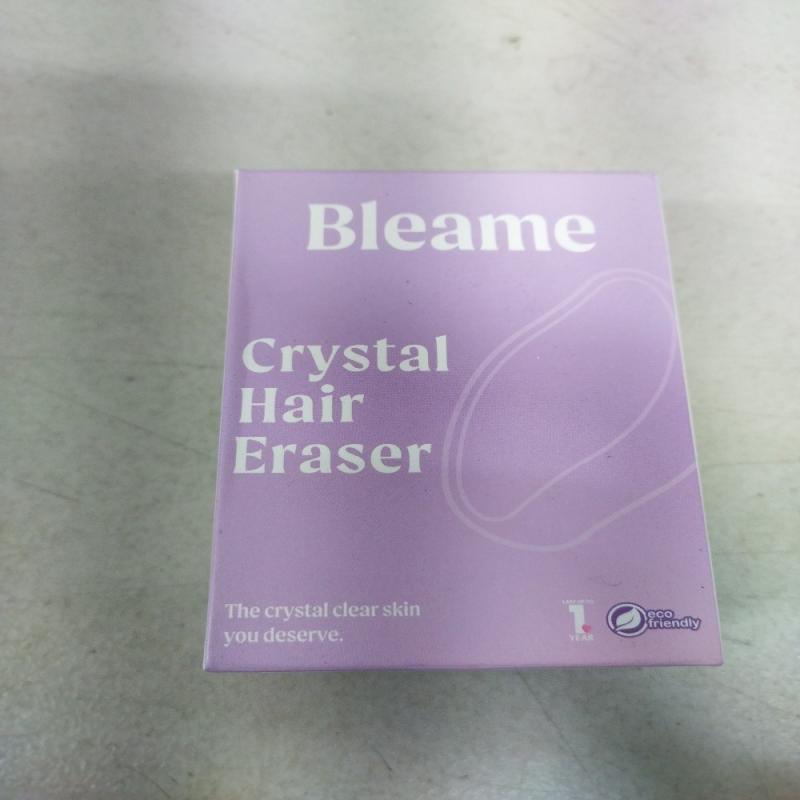 Bleame
Crystal
Hair
Eraser
The crystal clear skin
you deserve.
1
YEAR
eco
friendly